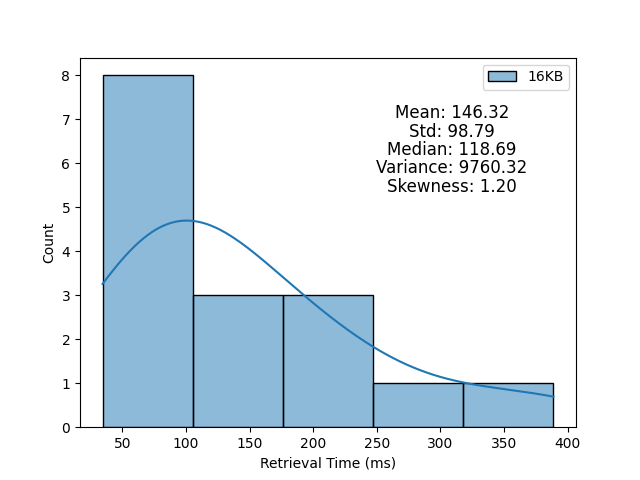 16KB
Mean: 146.32
Std: 98.79
Median: 118.69
Variance: 9760.32
Skewness: 1.20
Count
8
7
6
5
4
3
2
1
0
50 100 150 200 250 300 350 400
Retrieval Time (ms)